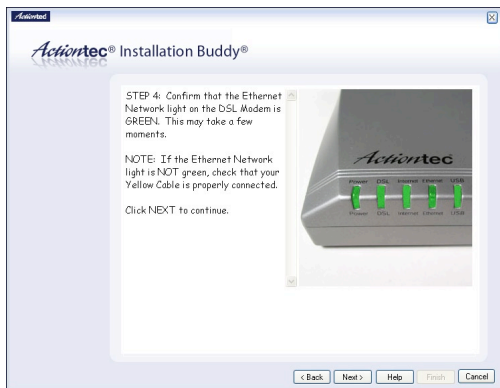 Actiontec
Actiontec® Installation Buddy®
STEP 4: Confirm that the Ethernet
Network light on the DSL Modem is
GREEN. This may take a few
moments.
NOTE: If the Ethernet Network
light is NOT green, check that your
Yellow Cable is properly connected.
Click NEXT to continue.
Actiontec
Power DSL Internet Ethernet USB
Power DSL Internet Ethernet USB
< Back Next > Help Finish Cancel